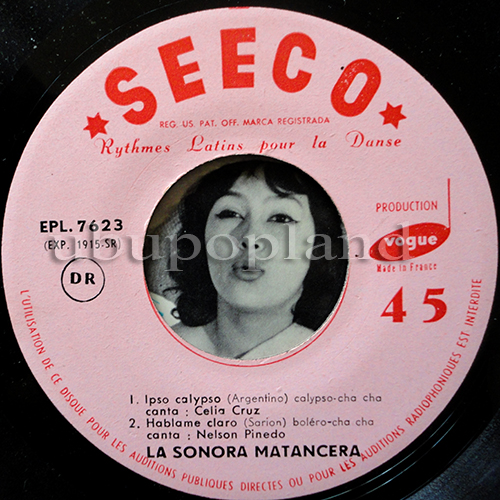 SEECO
REG. US. PAT. OFF. MARCA REGISTRADA
Rythmes Latins pour la Danse
EPL. 7623
(EXP. 1915-SR)
DR
PRODUCTION
vogue
Made in France
45
ubupopland
1. Ipso calypso (Argentino) calypso-cha cha
canta : Celia Cruz
2. Hablame claro (Sarion) boléro-cha cha
canta : Nelson Pinedo
LA SONORA MATANCERA
L'UTILISATION DE CE DISQUE POUR LES AUDITIONS PUBLIQUES DIRECTES OU POUR LES AUDITIONS RADIOPHONIQUES EST INTERDITE